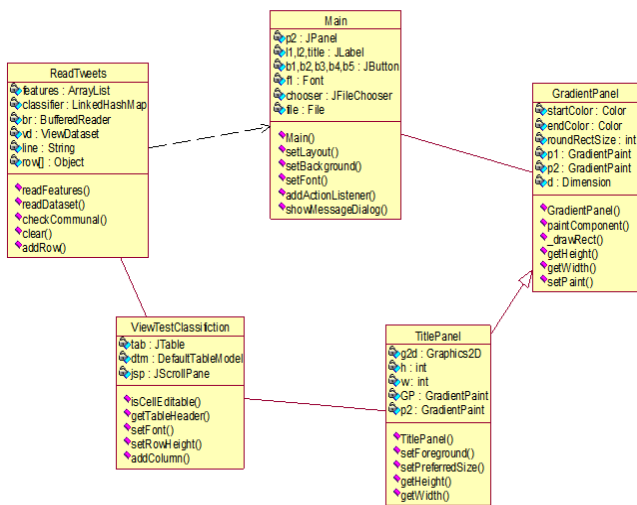 Main
p2 : JPanel
l1,l2,title : JLabel
b1,b2,b3,b4,b5 : JButton
f1 : Font
chooser : JFileChooser
file : File
Main()
setLayout()
setBackground()
setFont()
addActionListener()
showMessageDialog()
ReadTweets
features : ArrayList
classifier : LinkedHashMap
br : BufferedReader
vd : ViewDataset
line : String
row[] : Object
readFeatures()
readDataset()
checkCommunal()
clear()
addRow()
GradientPanel
startColor : Color
endColor : Color
roundRectSize : int
p1 : GradientPaint
p2 : GradientPaint
d : Dimension
GradientPanel()
paintComponent()
_drawRect()
getHeight()
getWidth()
setPaint()
ViewTestClassifiction
tab : JTable
dtm : DefaultTableModel
jsp : JScrollPane
isCellEditable()
getTableHeader()
setFont()
setRowHeight()
addColumn()
TitlePanel
g2d : Graphics2D
h : int
w : int
GP : GradientPaint
p2 : GradientPaint
TitlePanel()
setForeground()
setPreferredSize()
getHeight()
getWidth()